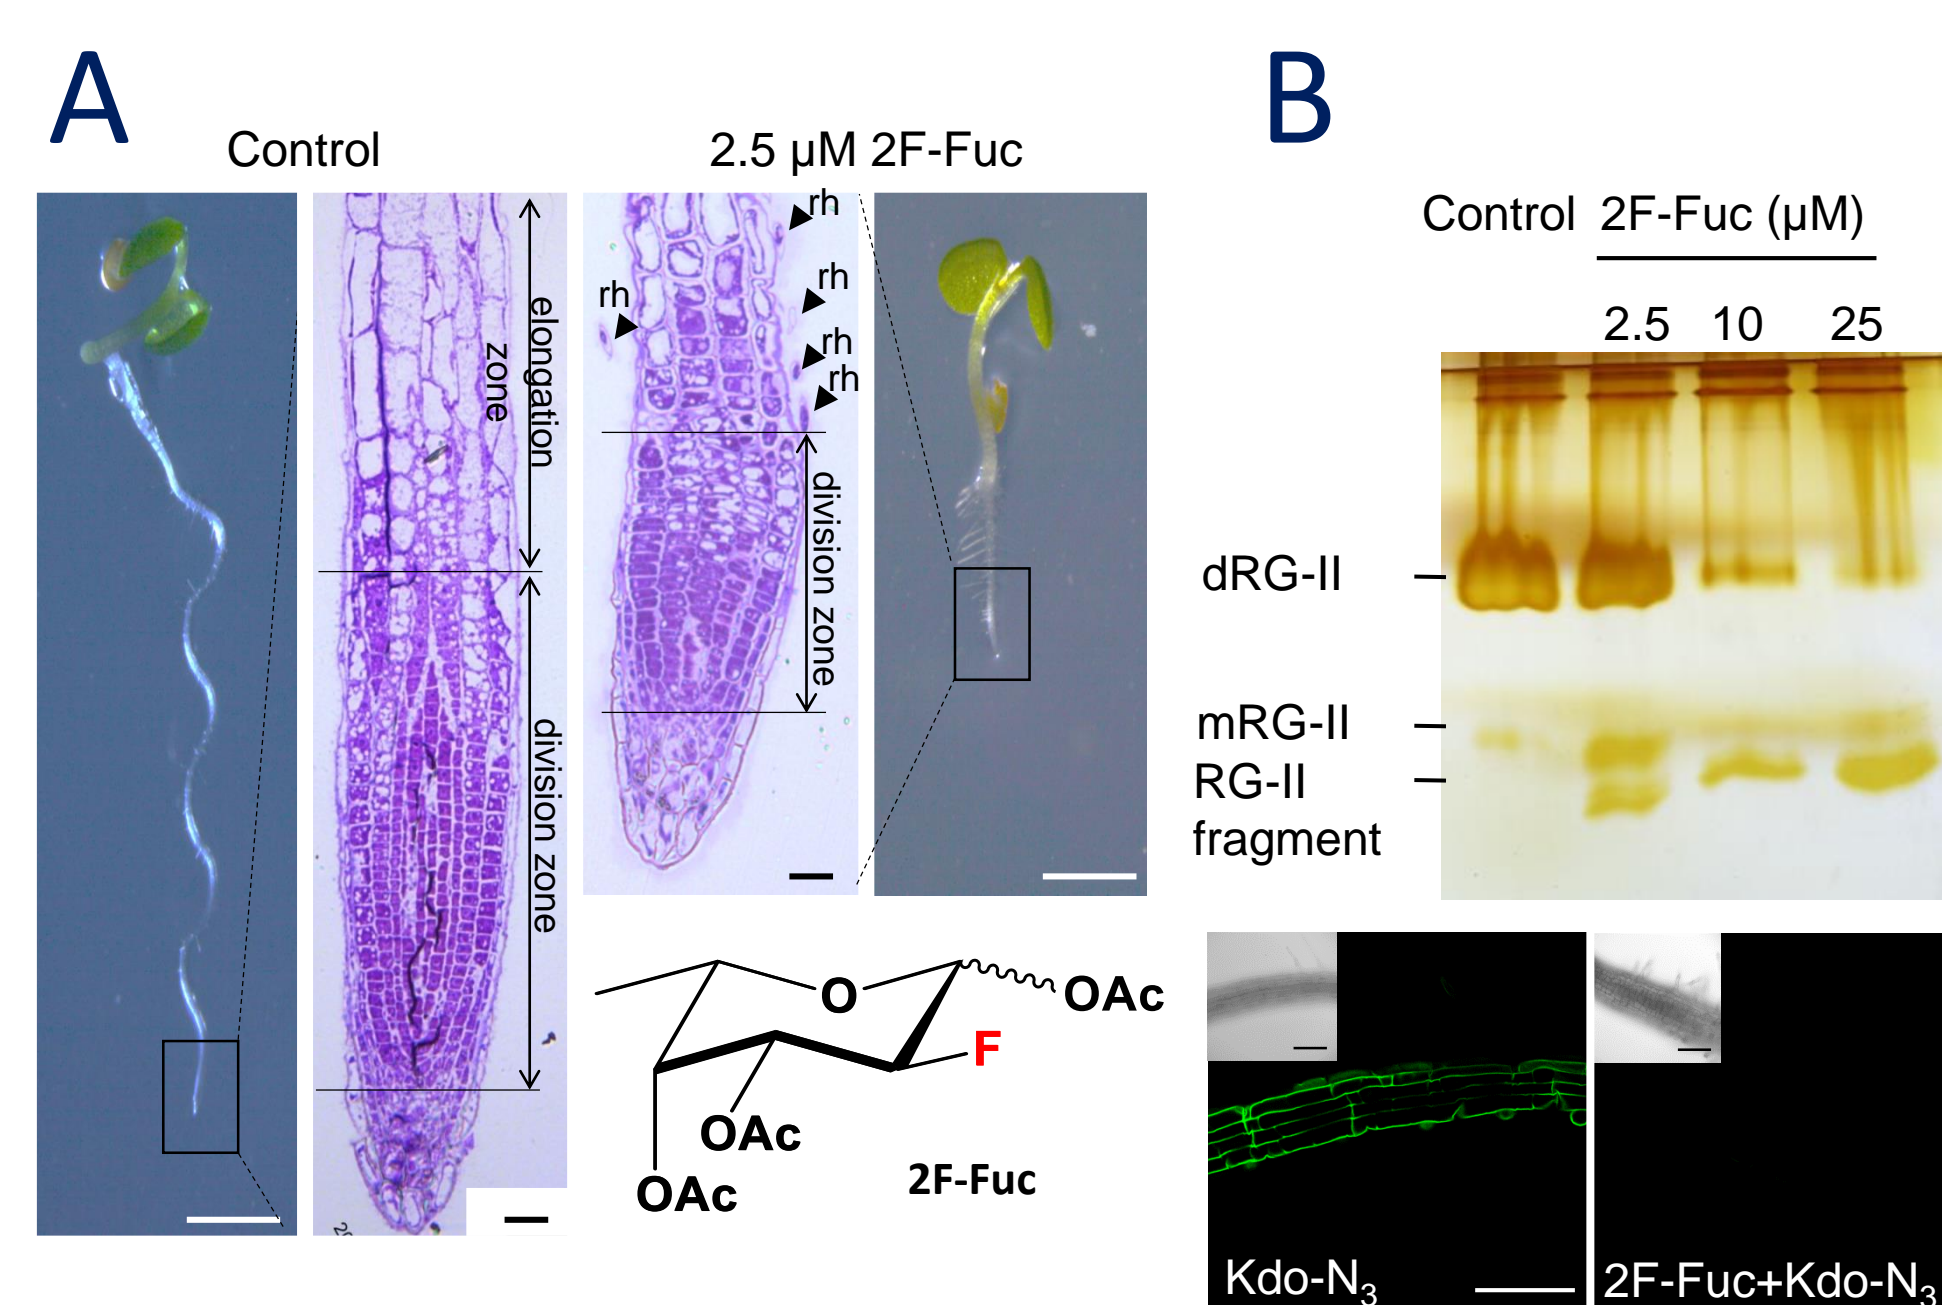 A
Control
2.5 µM 2F-Fuc
elongation
zone
division zone
rh
rh
rh
rh
rh
division zone
O
OAc
F
OAc
OAc
2F-Fuc
B
Control 2F-Fuc (µM)
2.5 10 25
dRG-II
mRG-II
RG-II
fragment
Kdo-N3
2F-Fuc+Kdo-N3